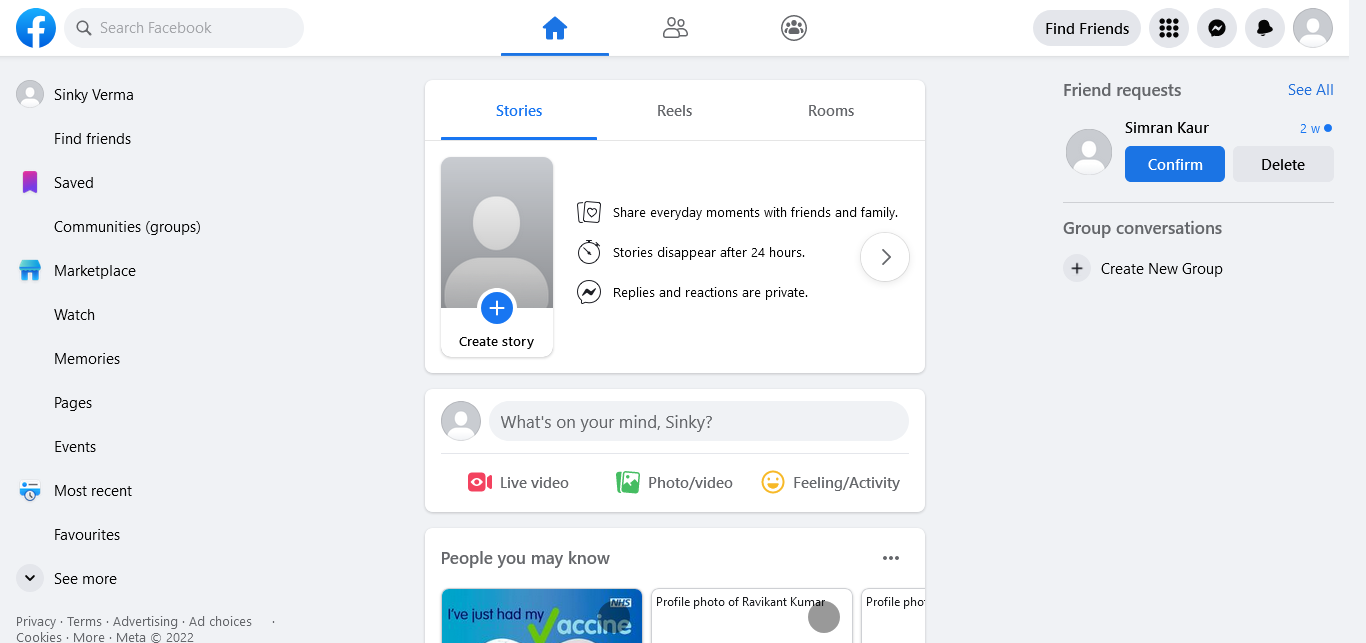 Search Facebook
Find Friends
Sinky Verma
Find friends
Saved
Communities (groups)
Marketplace
Watch
Memories
Pages
Events
Most recent
Favourites
See more
Privacy · Terms · Advertising · Ad choices ·
Cookies · More · Meta © 2022
Stories
Reels
Rooms
Share everyday moments with friends and family.
Stories disappear after 24 hours.
Replies and reactions are private.
Create story
What's on your mind, Sinky?
Live video
Photo/video
Feeling/Activity
People you may know
NHS
I've just had my
Vaccine
Profile photo of Ravikant Kumar
Friend requests
See All
Simran Kaur
2 w
Confirm
Delete
Group conversations
Create New Group